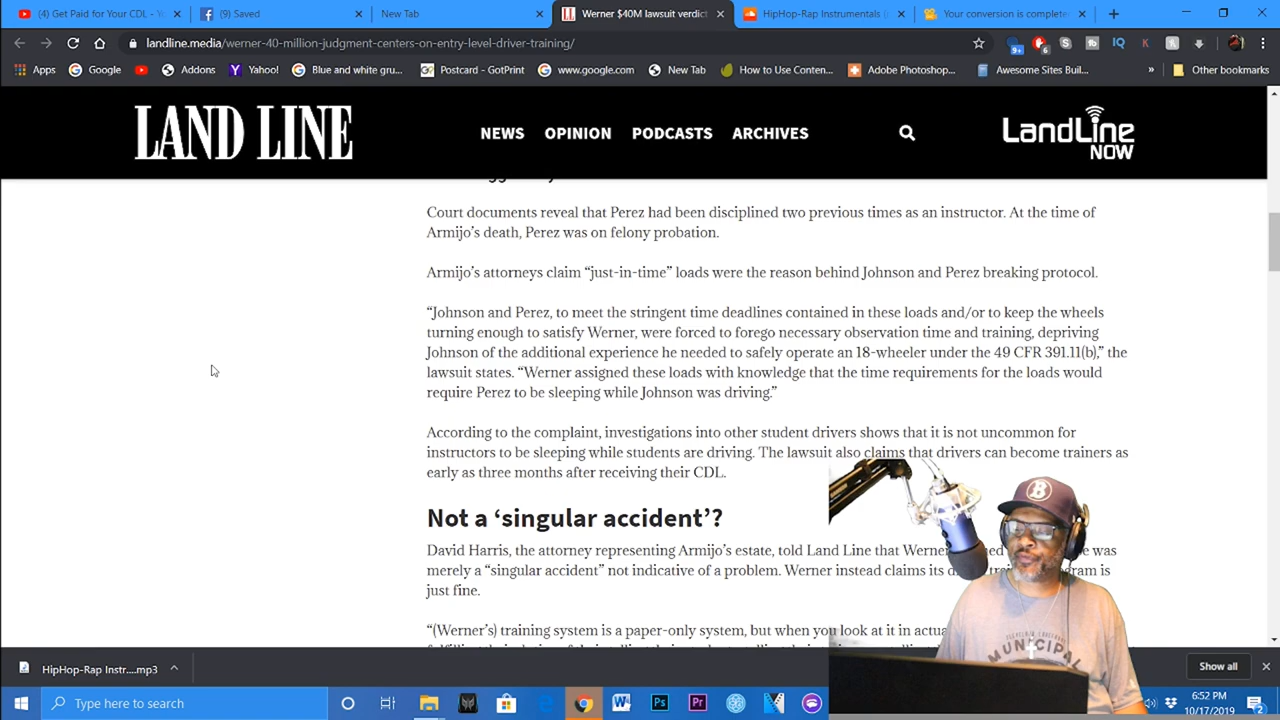 (4) Get Paid for Your CDL - Y
(9) Saved
New Tab
Werner $40M lawsuit verdict
HipHop-Rap Instrumentals (
Your conversion is complete
landline.media/werner-40-million-judgment-centers-on-entry-level-driver-training/
Apps
Google
Addons
Yahoo!
Blue and white gru...
Postcard - GotPrint
www.google.com
New Tab
How to Use Conten...
Adobe Photoshop...
Awesome Sites Buil...
Other bookmarks
LAND LINE
NEWS
OPINION
PODCASTS
ARCHIVES
LandLine
NOW
Court documents reveal that Perez had been disciplined two previous times as an instructor. At the time of
Armijo’s death, Perez was on felony probation.
Armijo’s attorneys claim “just-in-time” loads were the reason behind Johnson and Perez breaking protocol.
“Johnson and Perez, to meet the stringent time deadlines contained in these loads and/or to keep the wheels
turning enough to satisfy Werner, were forced to forego necessary observation time and training, depriving
Johnson of the additional experience he needed to safely operate an 18-wheeler under the 49 CFR 391.11(b),” the
lawsuit states. “Werner assigned these loads with knowledge that the time requirements for the loads would
require Perez to be sleeping while Johnson was driving.”
According to the complaint, investigations into other student drivers shows that it is not uncommon for
instructors to be sleeping while students are driving. The lawsuit also claims that drivers can become trainers as
early as three months after receiving their CDL.
Not a ‘singular accident’?
David Harris, the attorney representing Armijo’s estate, told Land Line that Werner was
merely a “singular accident” not indicative of a problem. Werner instead claims its is
just fine.
“(Werner’s) training system is a paper-only system, but when you look at it in
B
MUNICIPAL
HipHop-Rap Instr....mp3
Show all
Type here to search
6:52 PM
10/17/2019